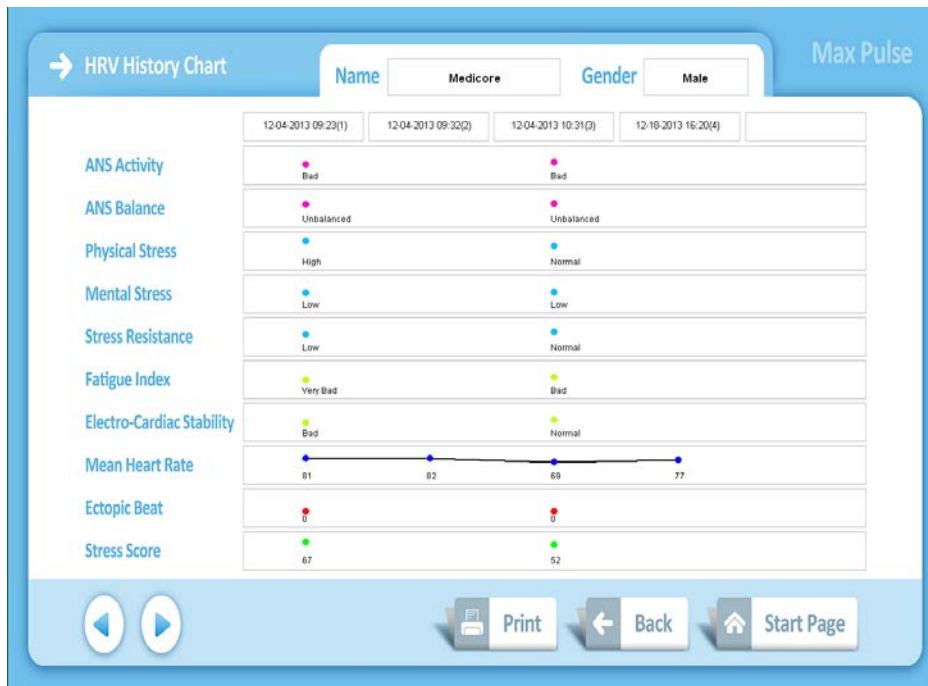 HRV History Chart
Max Pulse
Name Medicore Gender Male
12-04-2013 09:23(1) 12-04-2013 09:32(2) 12-04-2013 10:31(3) 12-18-2013 16:20(4)
ANS Activity Bad Bad
ANS Balance Unbalanced Unbalanced
Physical Stress High Normal
Mental Stress Low Low
Stress Resistance Low Normal
Fatigue Index Very Bad Bad
Electro-Cardiac Stability Bad Normal
Mean Heart Rate 81 82 69 77
Ectopic Beat 0 0
Stress Score 67 52
Print Back Start Page